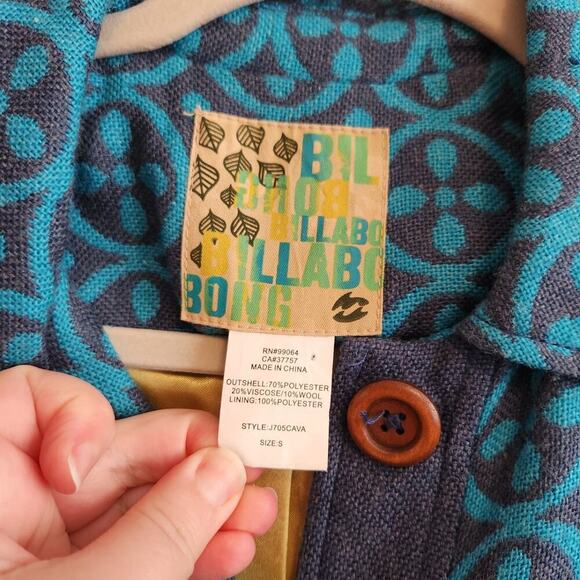 BIL
BONG
BILLABO
BILLABO
BONG
RN#99064
CA#37757
MADE IN CHINA
OUTSHELL:70%POLYESTER
20%VISCOSE/10%WOOL
LINING:100%POLYESTER
STYLE:J705CAVA
SIZE:S